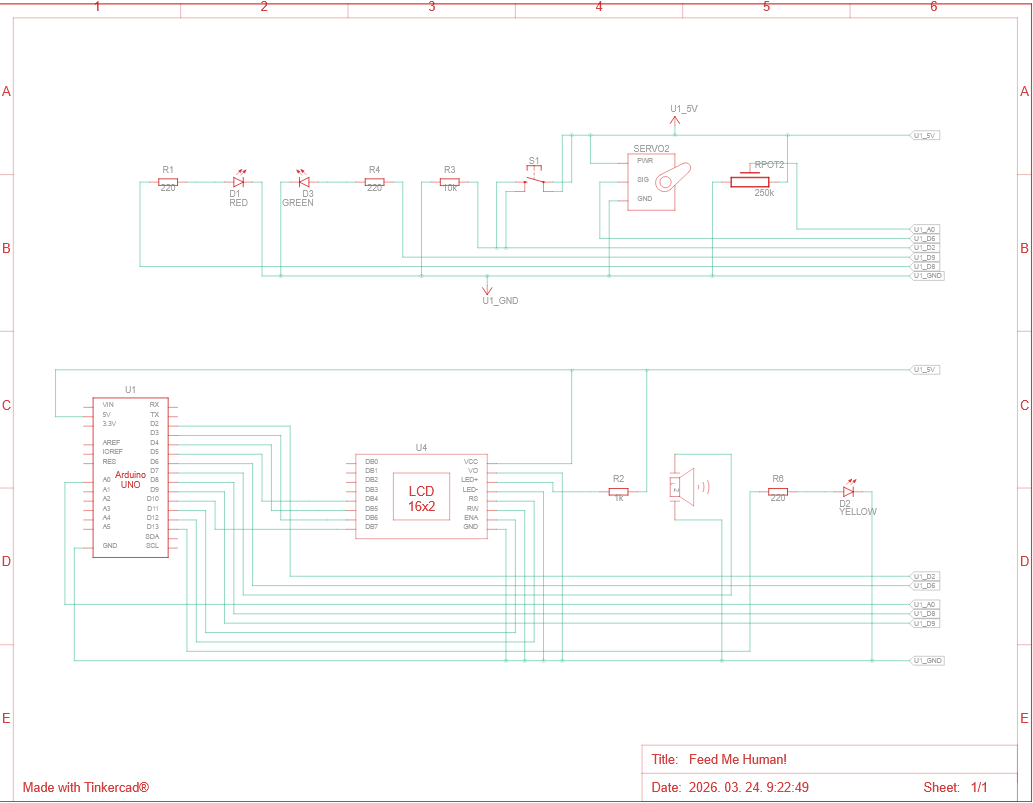 1 2 3 4 5 6
A A
U1_5V
U1_5V
SERVO2
S1
PWR
RPOT2
R1 R4 R3
SIG
220 220 10k
250k
D1 D3
GND
RED GREEN
U1_A0
U1_D6
B B
U1_D2
U1_D9
U1_D8
U1_GND
U1_GND
U1_5V
U1
C C
VIN RX
5V TX
3.3V D2
D3
AREF D4
IOREF D5
RES D6
D7
A0 D8
A1 D9
A2 D10
A3 D11
A4 D12
A5 D13
SDA
GND SCL
Arduino
UNO
U4
DB0 VCC
DB1 VO
DB2 LED+
DB3 LED-
DB4 RS
DB5 RW
DB6 ENA
DB7 GND
LCD
16x2
R2
1k
1 2
R6
220
D2
YELLOW
D D
U1_D2
U1_D6
U1_A0
U1_D8
U1_D9
U1_GND
E E
Title: Feed Me Human!
Made with Tinkercad®
Date: 2026. 03. 24. 9:22:49 Sheet: 1/1